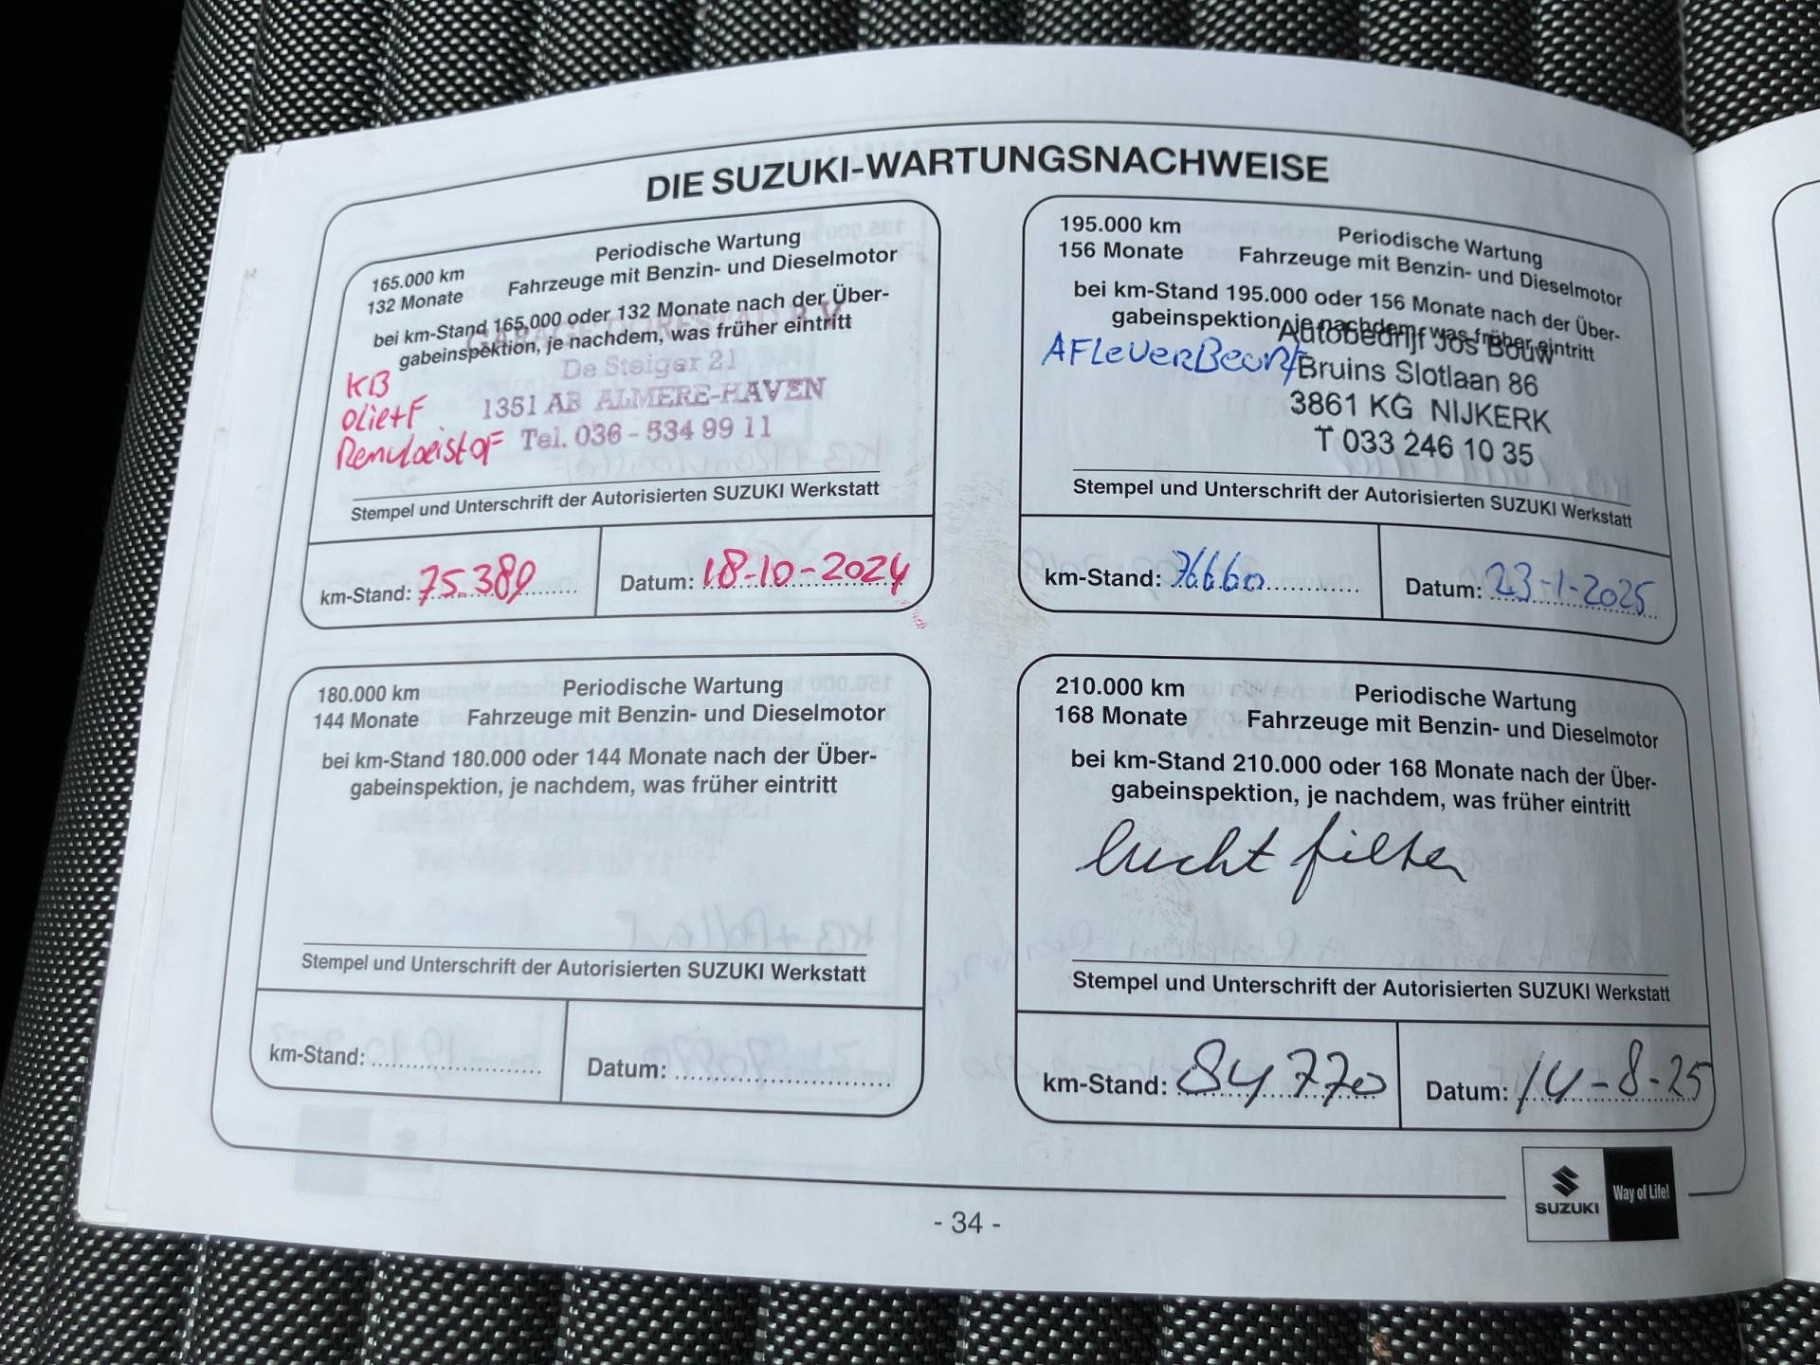 DIE SUZUKI-WARTUNGSNACHWEISE
165.000 km
132 Monate
Periodische Wartung
Fahrzeuge mit Benzin- und Dieselmotor
bei km-Stand 165.000 oder 132 Monate nach der Über-
gabeinspektion, je nachdem, was früher eintritt
De Steiger 21
1351 AB ALMERE-HAVEN
Tel. 036 - 534 99 11
KB
olie+F
RemvloeistoF
Stempel und Unterschrift der Autorisierten SUZUKI Werkstatt
km-Stand: 75.389
Datum: 18-10-2024
195.000 km
156 Monate
Periodische Wartung
Fahrzeuge mit Benzin- und Dieselmotor
bei km-Stand 195.000 oder 156 Monate nach der Über-
gabeinspektion, je nachdem, was früher eintritt
Autobedrijf Jos Bouw
AFLeverBeurt
Bruins Slotlaan 86
3861 KG NIJKERK
T 033 246 10 35
Stempel und Unterschrift der Autorisierten SUZUKI Werkstatt
km-Stand: 76660
Datum: 23-1-2025
180.000 km
144 Monate
Periodische Wartung
Fahrzeuge mit Benzin- und Dieselmotor
bei km-Stand 180.000 oder 144 Monate nach der Über-
gabeinspektion, je nachdem, was früher eintritt
Stempel und Unterschrift der Autorisierten SUZUKI Werkstatt
km-Stand:
Datum:
210.000 km
168 Monate
Periodische Wartung
Fahrzeuge mit Benzin- und Dieselmotor
bei km-Stand 210.000 oder 168 Monate nach der Über-
gabeinspektion, je nachdem, was früher eintritt
lucht filter
Stempel und Unterschrift der Autorisierten SUZUKI Werkstatt
km-Stand: 84770
Datum: 14-8-25
SUZUKI
Way of Life!
- 34 -